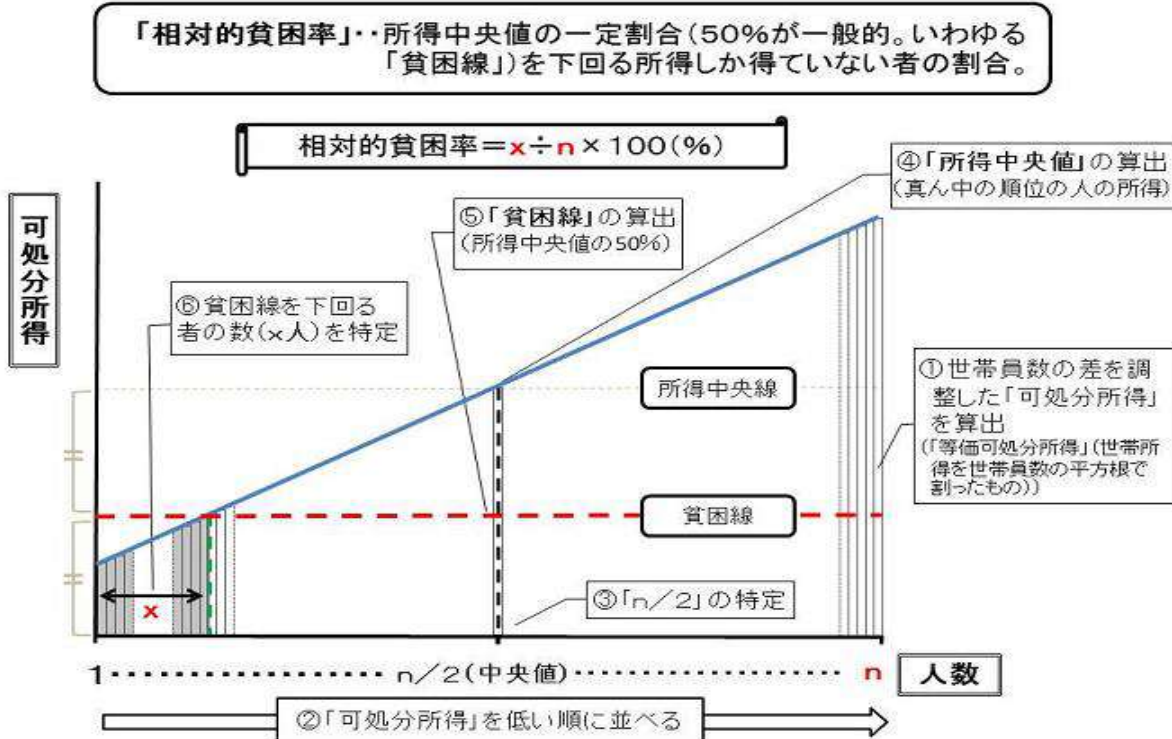 「相対的貧困率」‥所得中央値の一定割合(50%が一般的。いわゆる
「貧困線」)を下回る所得しか得ていない者の割合。
相対的貧困率＝x÷n×100(%)
④「所得中央値」の算出
(真ん中の順位の人の所得)
⑤「貧困線」の算出
(所得中央値の50%)
可処分所得
⑥貧困線を下回る
者の数(x人)を特定
①世帯員数の差を調
整した「可処分所得」
を算出
(「等価可処分所得」(世帯所
得を世帯員数の平方根で
割ったもの))
所得中央線
貧困線
③「n／2」の特定
x
1‥‥‥‥‥‥n／2(中央値)‥‥‥‥‥‥n
人数
②「可処分所得」を低い順に並べる